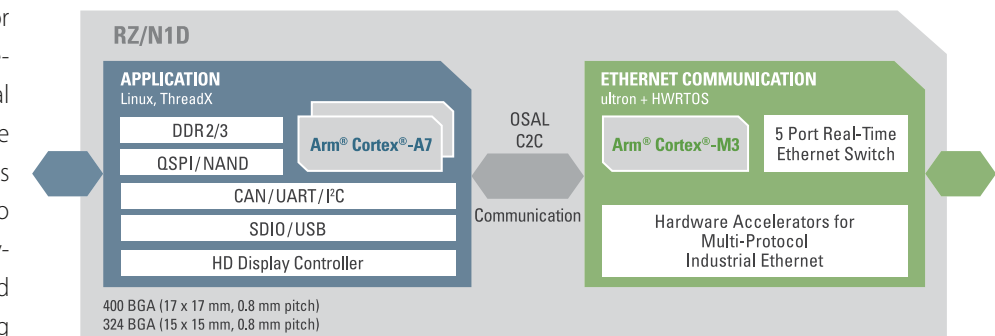 or
RZ/N1D
o-
al
e
s
o
y-
d
g
APPLICATION
Linux, ThreadX
DDR2/3
QSPI/NAND
Arm® Cortex®-A7
CAN/UART/I²C
SDIO/USB
HD Display Controller
OSAL
C2C
Communication
ETHERNET COMMUNICATION
ultron + HWRTOS
Arm® Cortex®-M3
5 Port Real-Time
Ethernet Switch
Hardware Accelerators for
Multi-Protocol
Industrial Ethernet
400 BGA (17 x 17 mm, 0.8 mm pitch)
324 BGA (15 x 15 mm, 0.8 mm pitch)